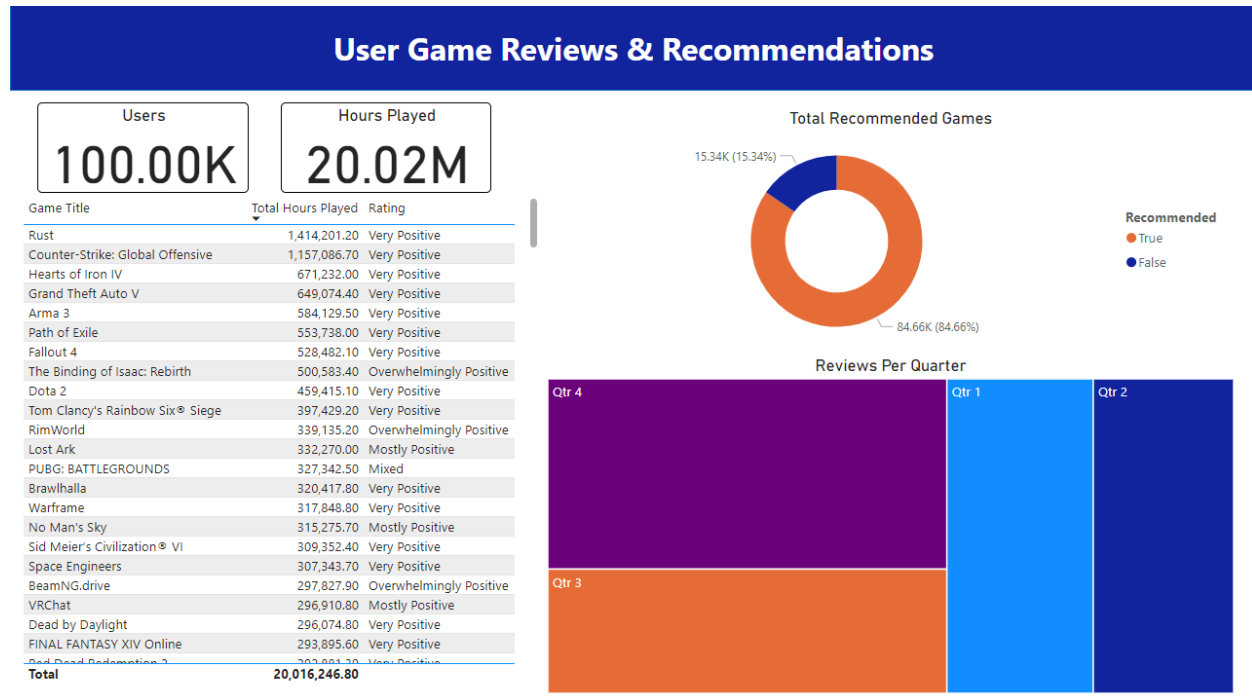 User Game Reviews & Recommendations
Users
100.00K
Hours Played
20.02M
Game Title Total Hours Played Rating
Rust 1,414,201.20 Very Positive
Counter-Strike: Global Offensive 1,157,086.70 Very Positive
Hearts of Iron IV 671,232.00 Very Positive
Grand Theft Auto V 649,074.40 Very Positive
Arma 3 584,129.50 Very Positive
Path of Exile 553,738.00 Very Positive
Fallout 4 528,482.10 Very Positive
The Binding of Isaac: Rebirth 500,583.40 Overwhelmingly Positive
Dota 2 459,415.10 Very Positive
Tom Clancy's Rainbow Six® Siege 397,429.20 Very Positive
RimWorld 339,135.20 Overwhelmingly Positive
Lost Ark 332,270.00 Mostly Positive
PUBG: BATTLEGROUNDS 327,342.50 Mixed
Brawlhalla 320,417.80 Very Positive
Warframe 317,848.80 Very Positive
No Man's Sky 315,275.70 Mostly Positive
Sid Meier's Civilization® VI 309,352.40 Very Positive
Space Engineers 307,343.70 Very Positive
BeamNG.drive 297,827.90 Overwhelmingly Positive
VRChat 296,910.80 Mostly Positive
Dead by Daylight 296,074.80 Very Positive
FINAL FANTASY XIV Online 293,895.60 Very Positive
Red Dead Redemption 2 Very Positive
Total 20,016,246.80
Total Recommended Games
15.34K (15.34%)
84.66K (84.66%)
Recommended
True
False
Reviews Per Quarter
Qtr 4
Qtr 1
Qtr 2
Qtr 3